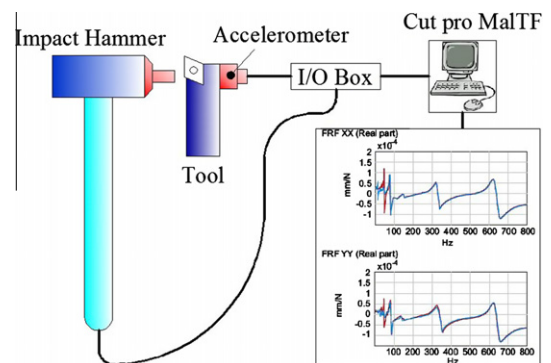 Cut pro MalTF
Impact Hammer
Accelerometer
I/O Box
Tool
FRF XX (Real part)
x10-4
mm/N
2
1.5
1
0.5
0
-0.5
-1
100 200 300 400 500 600 700 800
Hz
FRF YY (Real part)
x10-4
mm/N
2
1.5
1
0.5
0
-0.5
-1
100 200 300 400 500 600 700 800
Hz